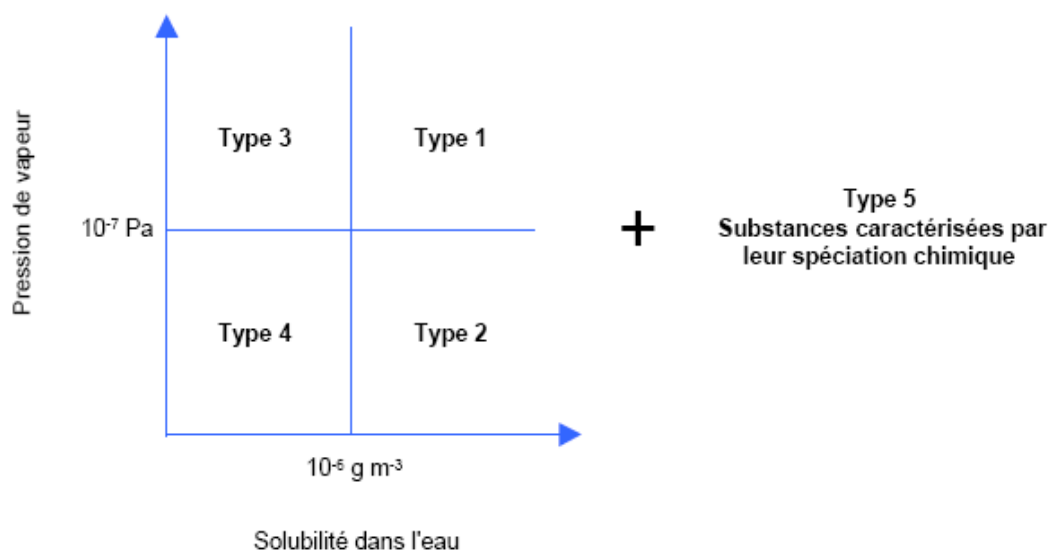 Pression de vapeur
Type 3
Type 1
10⁻⁷ Pa
Type 4
Type 2
10⁻⁶ g m⁻³
Solubilité dans l'eau
+
Type 5
Substances caractérisées par
leur spéciation chimique